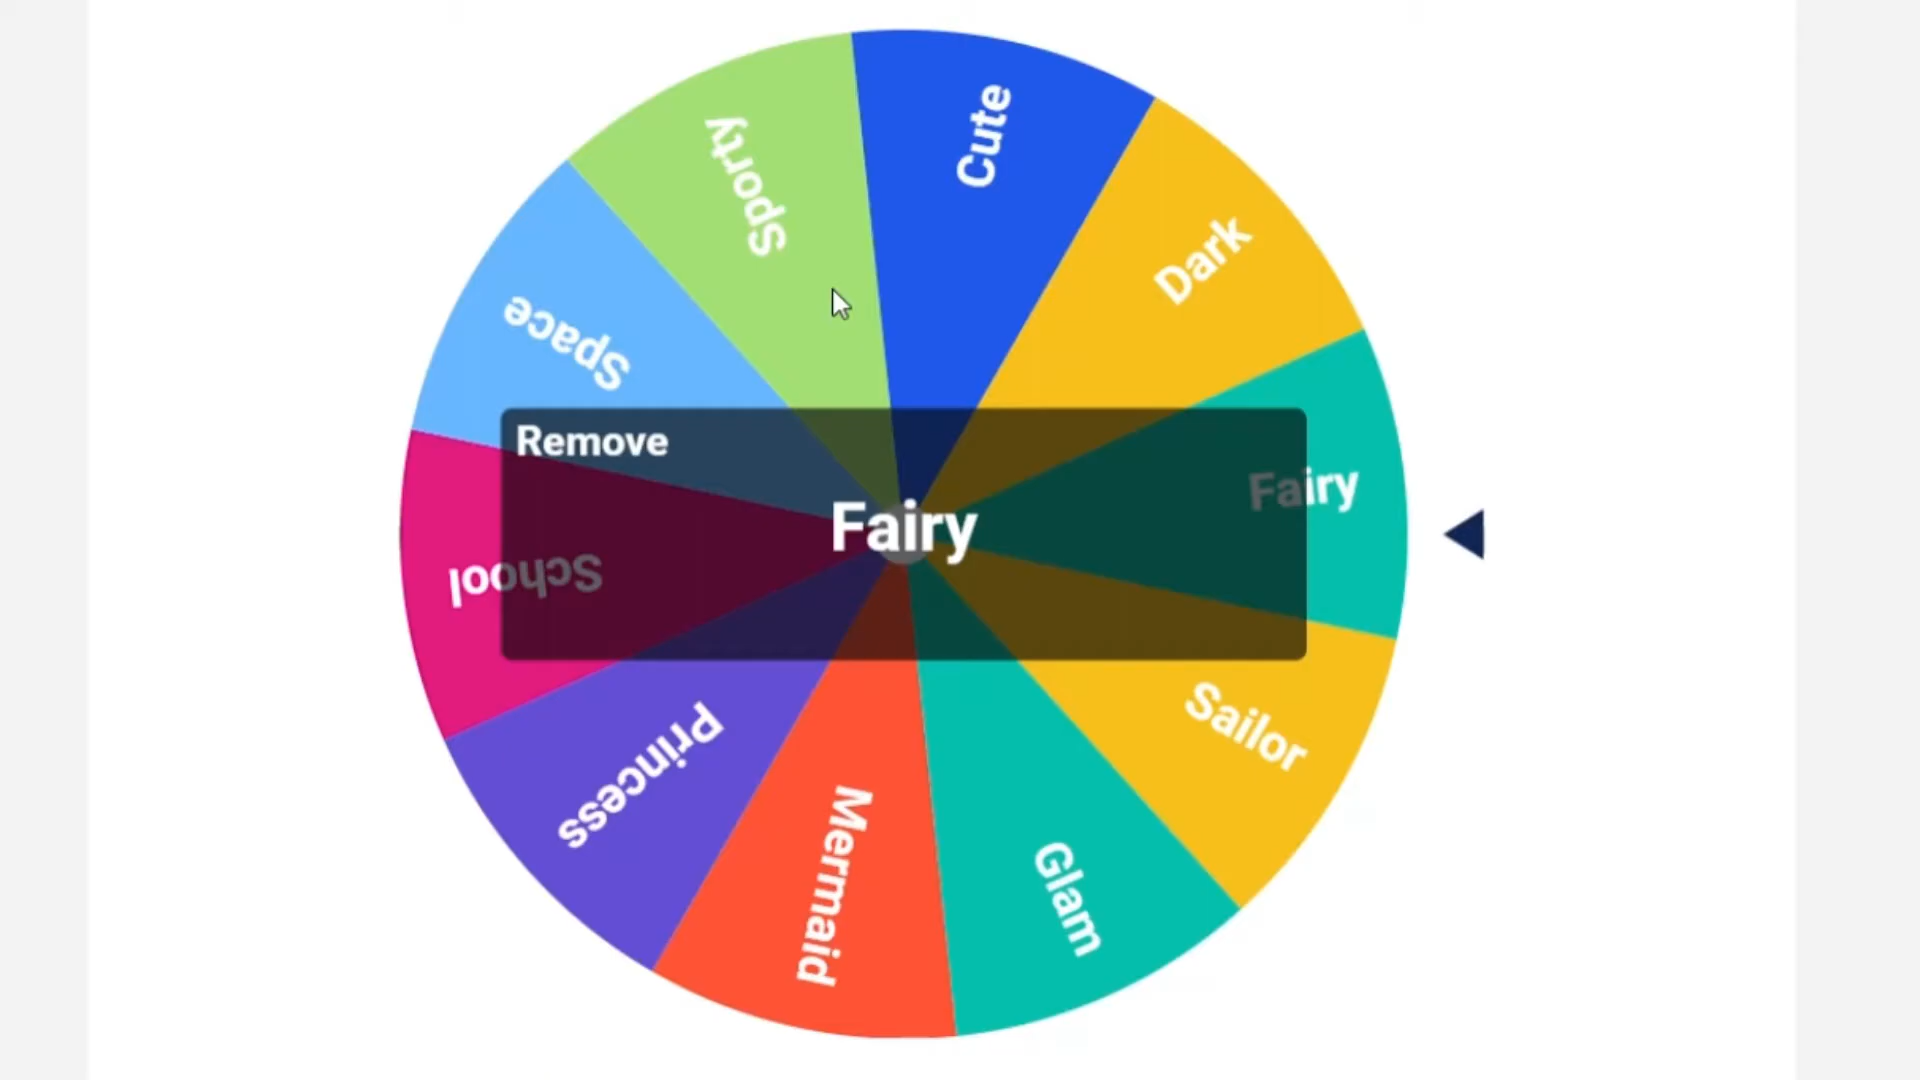 Cute
Sporty
Dark
Space
Remove
Fairy
Fairy
School
Sailor
Princess
Mermaid
Glam